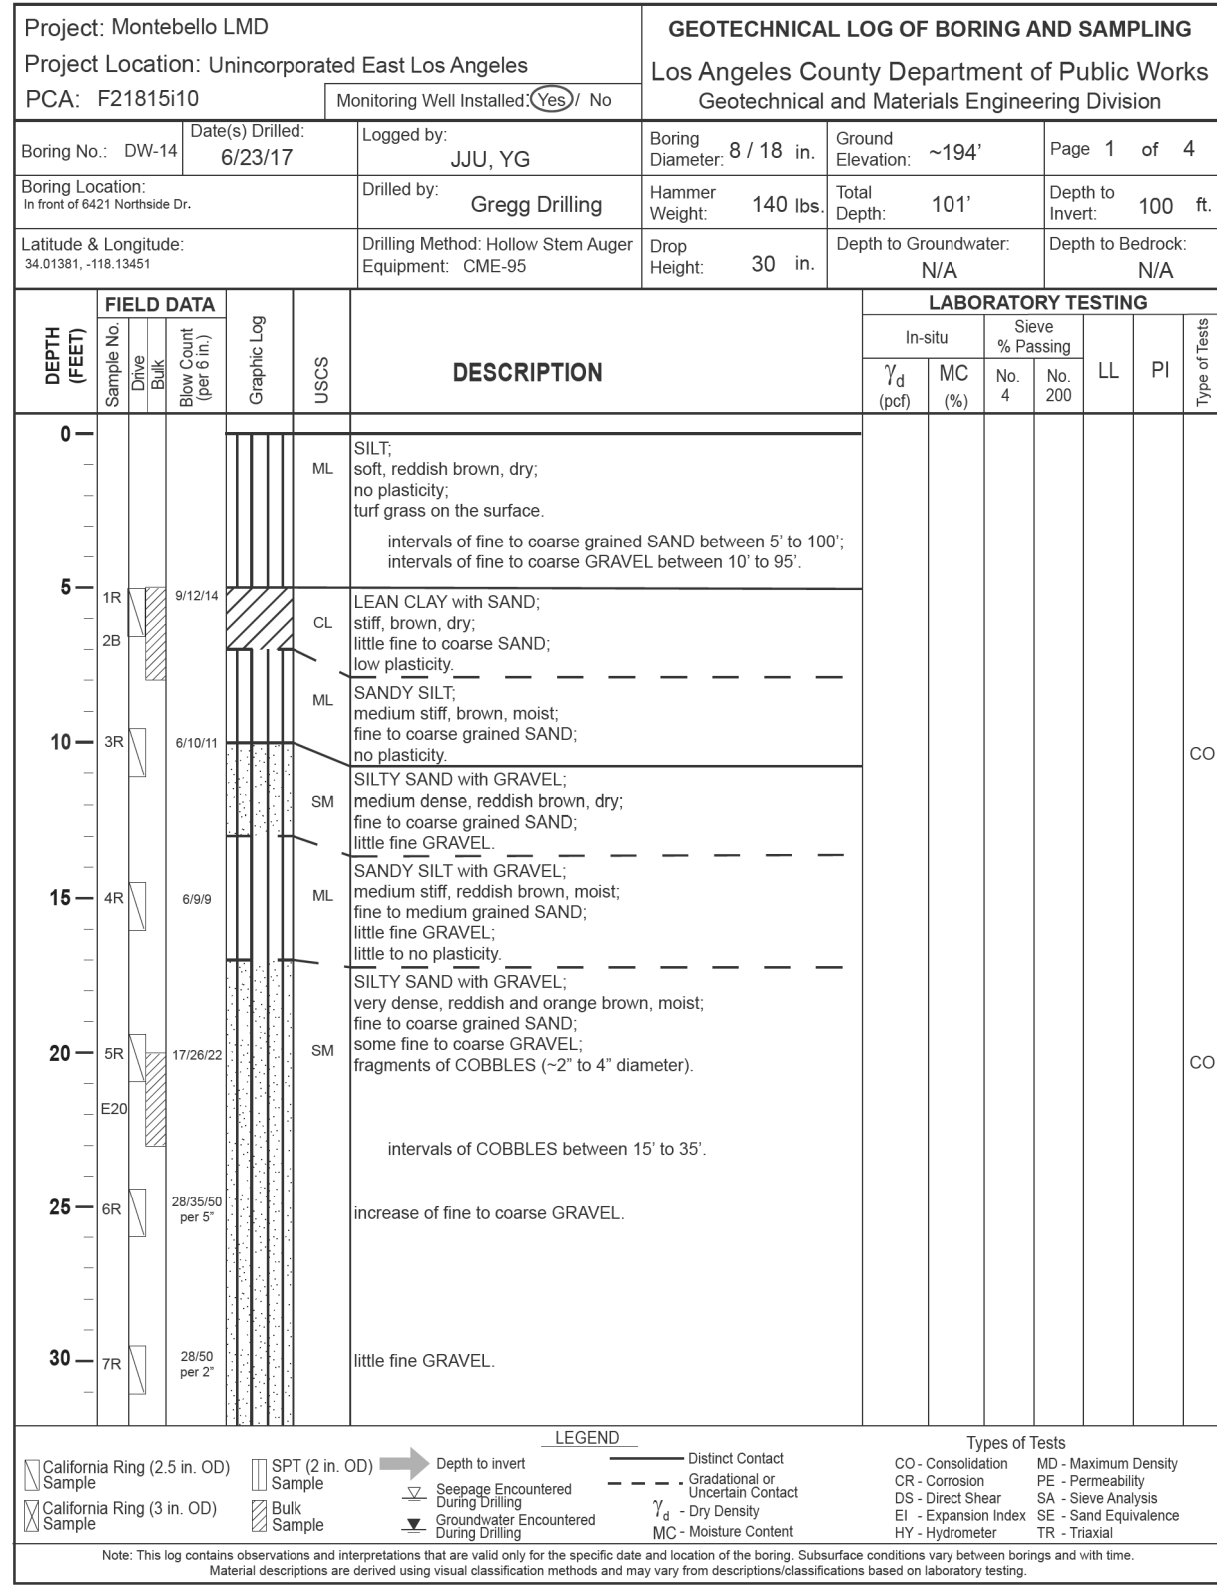 Project: Montebello LMD
Project Location: Unincorporated East Los Angeles
PCA: F21815i10
Monitoring Well Installed: Yes / No
GEOTECHNICAL LOG OF BORING AND SAMPLING
Los Angeles County Department of Public Works
Geotechnical and Materials Engineering Division
Boring No.: DW-14
Date(s) Drilled:
6/23/17
Logged by:
JJU, YG
Boring
Diameter: 8 / 18 in.
Ground
Elevation: ~194'
Page 1 of 4
Boring Location:
In front of 6421 Northside Dr.
Drilled by:
Gregg Drilling
Hammer
Weight: 140 lbs.
Total
Depth: 101'
Depth to
Invert: 100 ft.
Latitude & Longitude:
34.01381, -118.13451
Drilling Method: Hollow Stem Auger
Equipment: CME-95
Drop
Height: 30 in.
Depth to Groundwater:
N/A
Depth to Bedrock:
N/A
DEPTH
(FEET)
FIELD DATA
Sample No.
Drive
Bulk
Blow Count
(per 6 in.)
Graphic Log
USCS
DESCRIPTION
LABORATORY TESTING
In-situ
γd
(pcf)
MC
(%)
Sieve
% Passing
No.
4
No.
200
LL
PI
Type of Tests
0
ML
SILT;
soft, reddish brown, dry;
no plasticity;
turf grass on the surface.
intervals of fine to coarse grained SAND between 5' to 100';
intervals of fine to coarse GRAVEL between 10' to 95'.
5
1R
9/12/14
2B
CL
LEAN CLAY with SAND;
stiff, brown, dry;
little fine to coarse SAND;
low plasticity.
ML
SANDY SILT;
medium stiff, brown, moist;
fine to coarse grained SAND;
no plasticity.
10
3R
6/10/11
CO
SM
SILTY SAND with GRAVEL;
medium dense, reddish brown, dry;
fine to coarse grained SAND;
little fine GRAVEL.
15
4R
6/9/9
ML
SANDY SILT with GRAVEL;
medium stiff, reddish brown, moist;
fine to medium grained SAND;
little fine GRAVEL;
little to no plasticity.
20
5R
17/26/22
E20
SM
SILTY SAND with GRAVEL;
very dense, reddish and orange brown, moist;
fine to coarse grained SAND;
some fine to coarse GRAVEL;
fragments of COBBLES (~2" to 4" diameter).
CO
intervals of COBBLES between 15' to 35'.
25
6R
28/35/50
per 5"
increase of fine to coarse GRAVEL.
30
7R
28/50
per 2"
little fine GRAVEL.
LEGEND
California Ring (2.5 in. OD)
Sample
California Ring (3 in. OD)
Sample
SPT (2 in. OD)
Sample
Bulk
Sample
Depth to invert
Seepage Encountered
During Drilling
Groundwater Encountered
During Drilling
Distinct Contact
Gradational or
Uncertain Contact
γd - Dry Density
MC - Moisture Content
Types of Tests
CO - Consolidation MD - Maximum Density
CR - Corrosion PE - Permeability
DS - Direct Shear SA - Sieve Analysis
EI - Expansion Index SE - Sand Equivalence
HY - Hydrometer TR - Triaxial
Note: This log contains observations and interpretations that are valid only for the specific date and location of the boring. Subsurface conditions vary between borings and with time.
Material descriptions are derived using visual classification methods and may vary from descriptions/classifications based on laboratory testing.